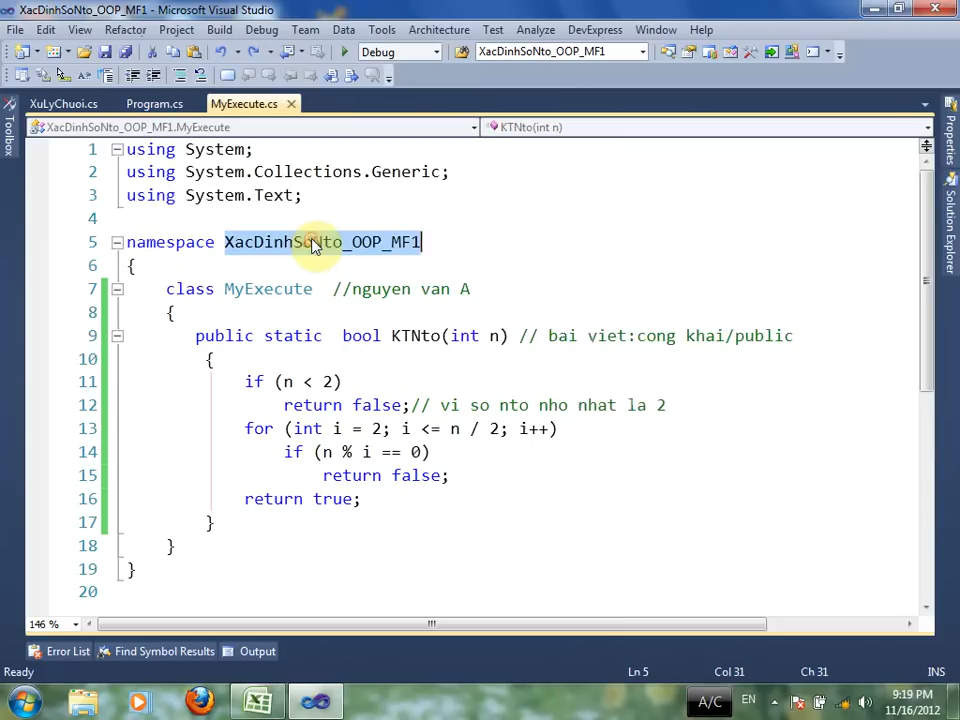 XacDinhSoNto_OOP_MF1 - Microsoft Visual Studio
File Edit View Refactor Project Build Debug Team Data Tools Architecture Test Analyze DevExpress Window Help
Debug XacDinhSoNto_OOP_MF1
XuLyChuoi.cs Program.cs MyExecute.cs
XacDinhSoNto_OOP_MF1.MyExecute KTNto(int n)
Toolbox
Properties
Solution Explorer
1 using System;
2 using System.Collections.Generic;
3 using System.Text;
4
5 namespace XacDinhSoNto_OOP_MF1
6 {
7 class MyExecute //nguyen van A
8 {
9 public static bool KTNto(int n) // bai viet:cong khai/public
10 {
11 if (n < 2)
12 return false;// vi so nto nho nhat la 2
13 for (int i = 2; i <= n / 2; i++)
14 if (n % i == 0)
15 return false;
16 return true;
17 }
18 }
19 }
20
146 %
Error List Find Symbol Results Output
Ready Ln 5 Col 31 Ch 31 INS
A/C EN 9:19 PM
11/16/2012